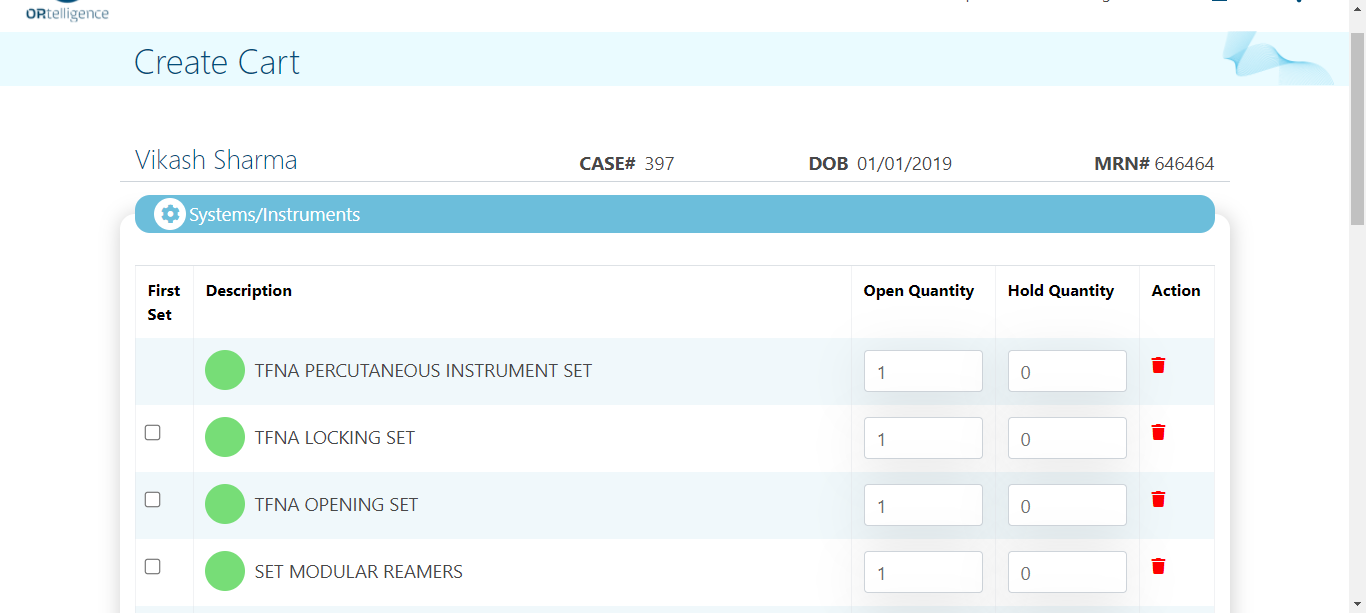 ORtelligence
Create Cart
Vikash Sharma CASE# 397 DOB 01/01/2019 MRN# 646464
Systems/Instruments
First Set Description Open Quantity Hold Quantity Action
TFNA PERCUTANEOUS INSTRUMENT SET 1 0
TFNA LOCKING SET 1 0
TFNA OPENING SET 1 0
SET MODULAR REAMERS 1 0